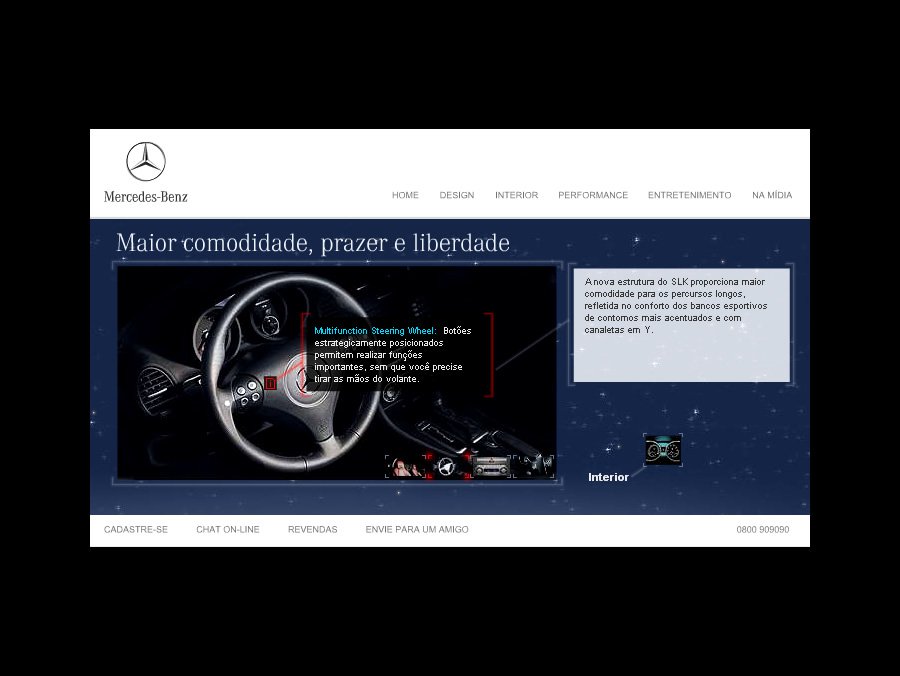 Mercedes-Benz
HOME DESIGN INTERIOR PERFORMANCE ENTRETENIMENTO NA MÍDIA
Maior comodidade, prazer e liberdade
Multifunction Steering Wheel: Botões
estrategicamente posicionados
permitem realizar funções
importantes, sem que você precise
tirar as mãos do volante.
A nova estrutura do SLK proporciona maior
comodidade para os percursos longos,
refletida no conforto dos bancos esportivos
de contornos mais acentuados e com
canaletas em Y.
Interior
CADASTRE-SE CHAT ON-LINE REVENDAS ENVIE PARA UM AMIGO 0800 909090